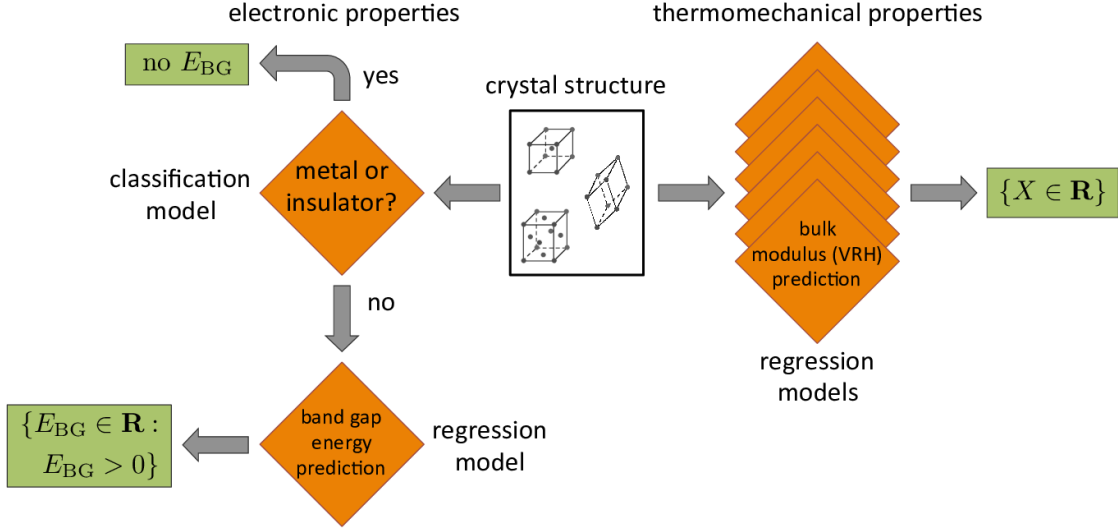 electronic properties
thermomechanical properties
no E_BG
yes
crystal structure
classification
model
metal or
insulator?
{X ∈ R}
bulk
modulus (VRH)
prediction
no
regression
models
{E_BG ∈ R :
E_BG > 0}
band gap
energy
prediction
regression
model